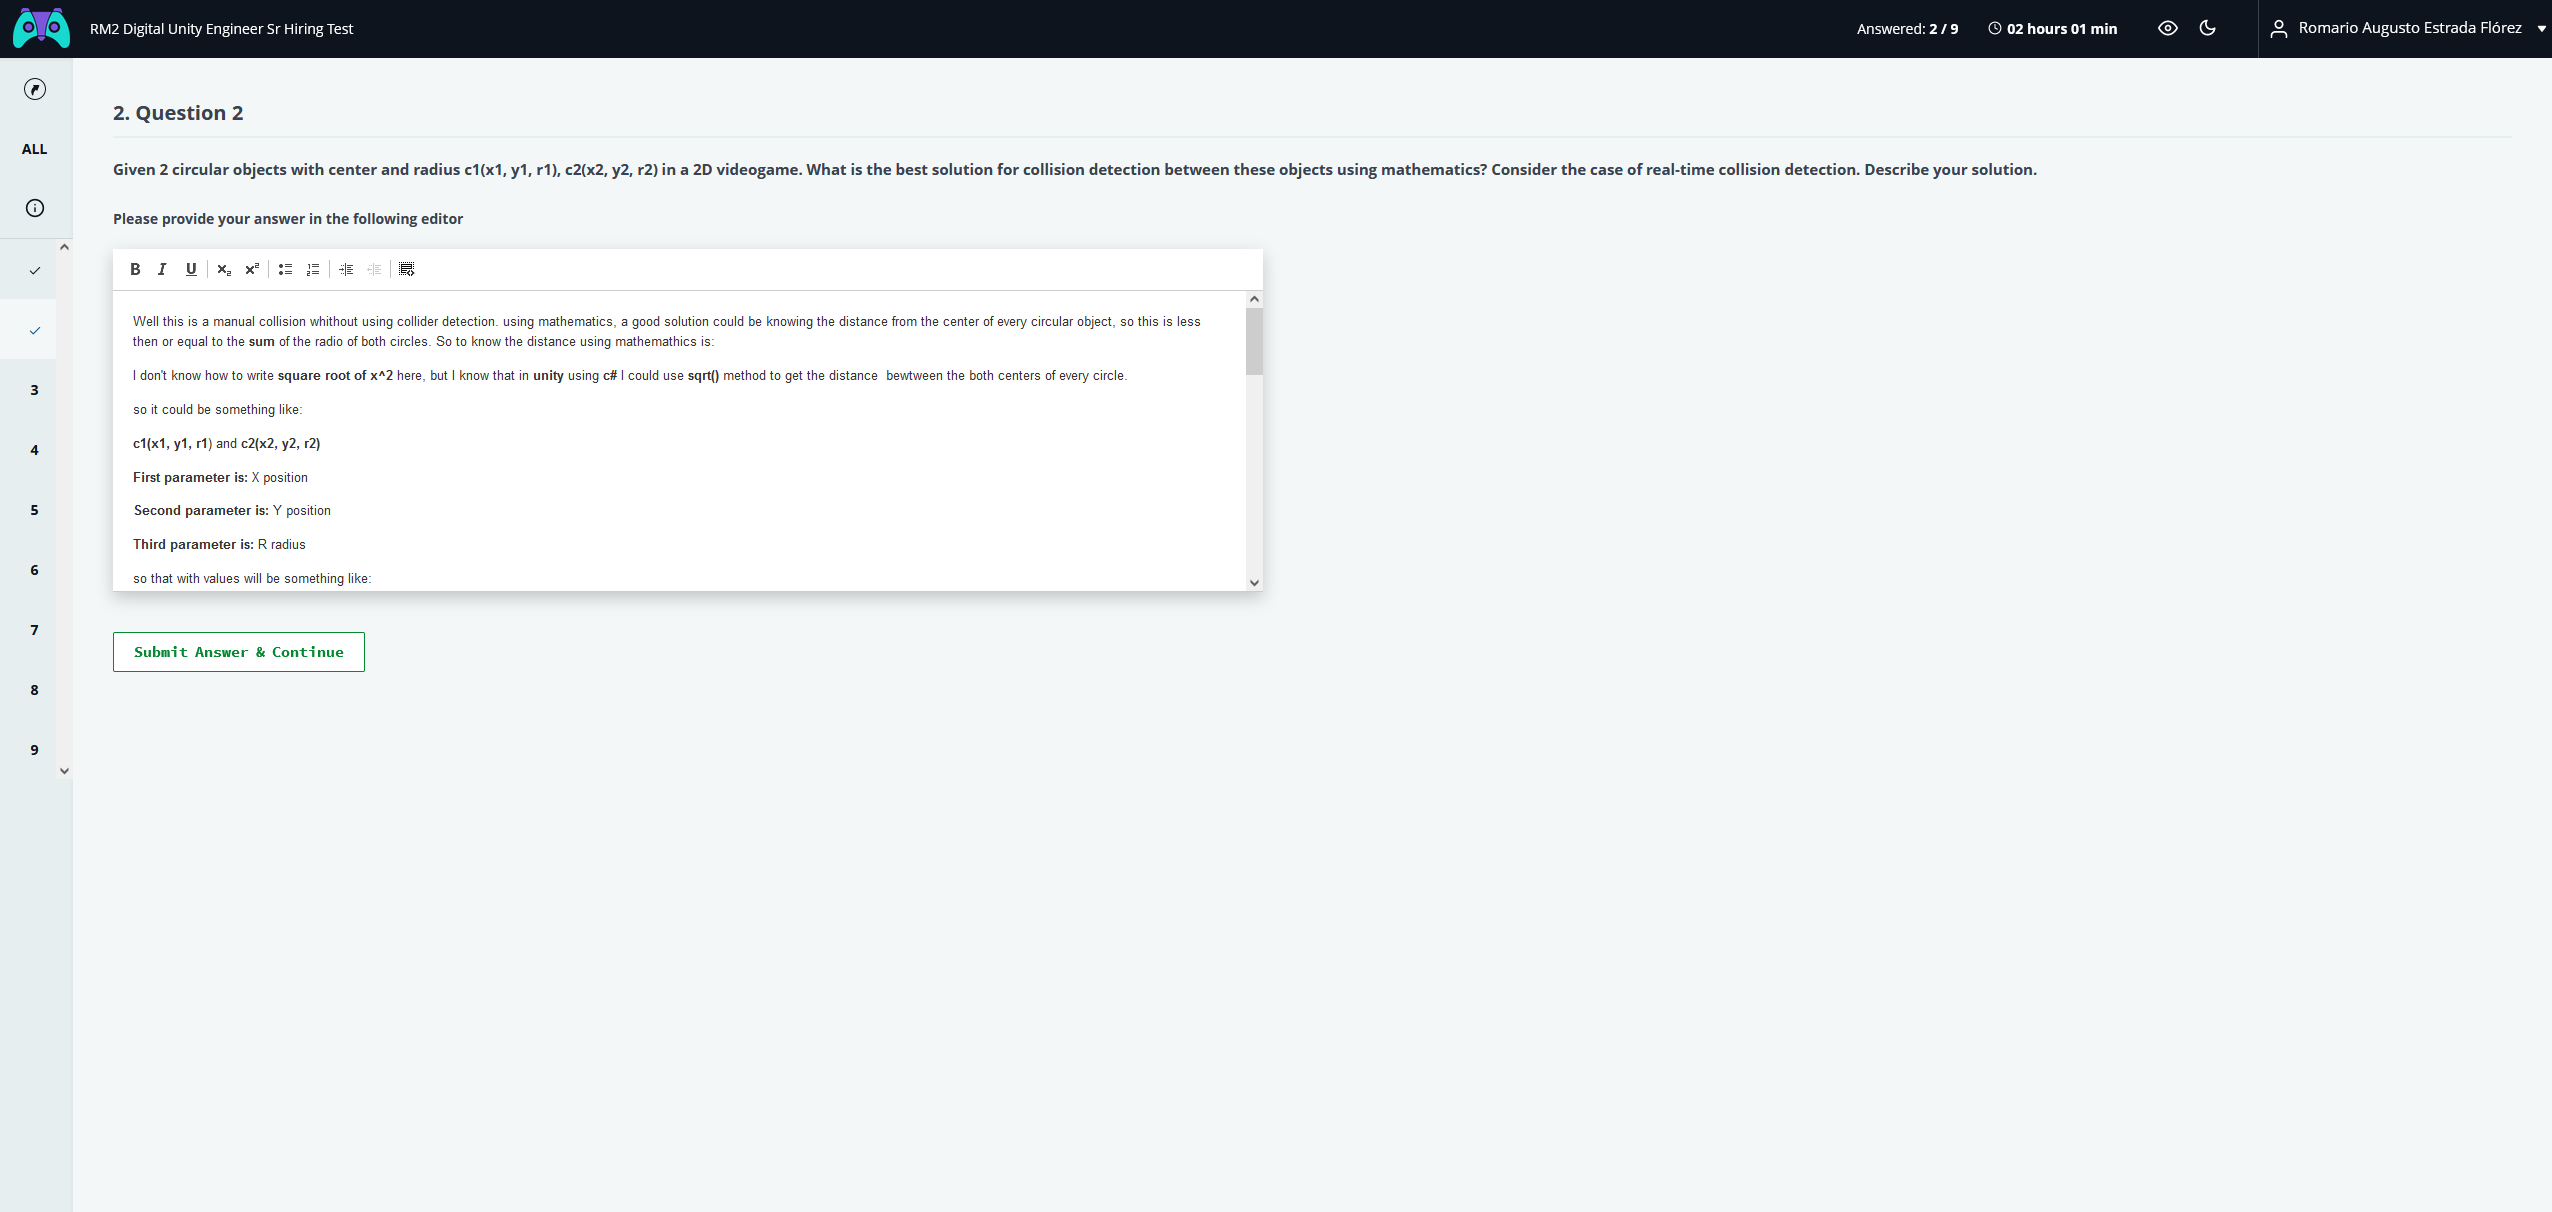 RM2 Digital Unity Engineer Sr Hiring Test
Answered: 2 / 9
02 hours 01 min
Romario Augusto Estrada Flórez
ALL
3
4
5
6
7
8
9
2. Question 2
Given 2 circular objects with center and radius c1(x1, y1, r1), c2(x2, y2, r2) in a 2D videogame. What is the best solution for collision detection between these objects using mathematics? Consider the case of real-time collision detection. Describe your solution.
Please provide your answer in the following editor
B I U x₂ x²
Well this is a manual collision whithout using collider detection. using mathematics, a good solution could be knowing the distance from the center of every circular object, so this is less
then or equal to the sum of the radio of both circles. So to know the distance using mathemathics is:
I don't know how to write square root of x^2 here, but I know that in unity using c# I could use sqrt() method to get the distance  bewtween the both centers of every circle.
so it could be something like:
c1(x1, y1, r1) and c2(x2, y2, r2)
First parameter is: X position
Second parameter is: Y position
Third parameter is: R radius
so that with values will be something like:
Submit Answer & Continue